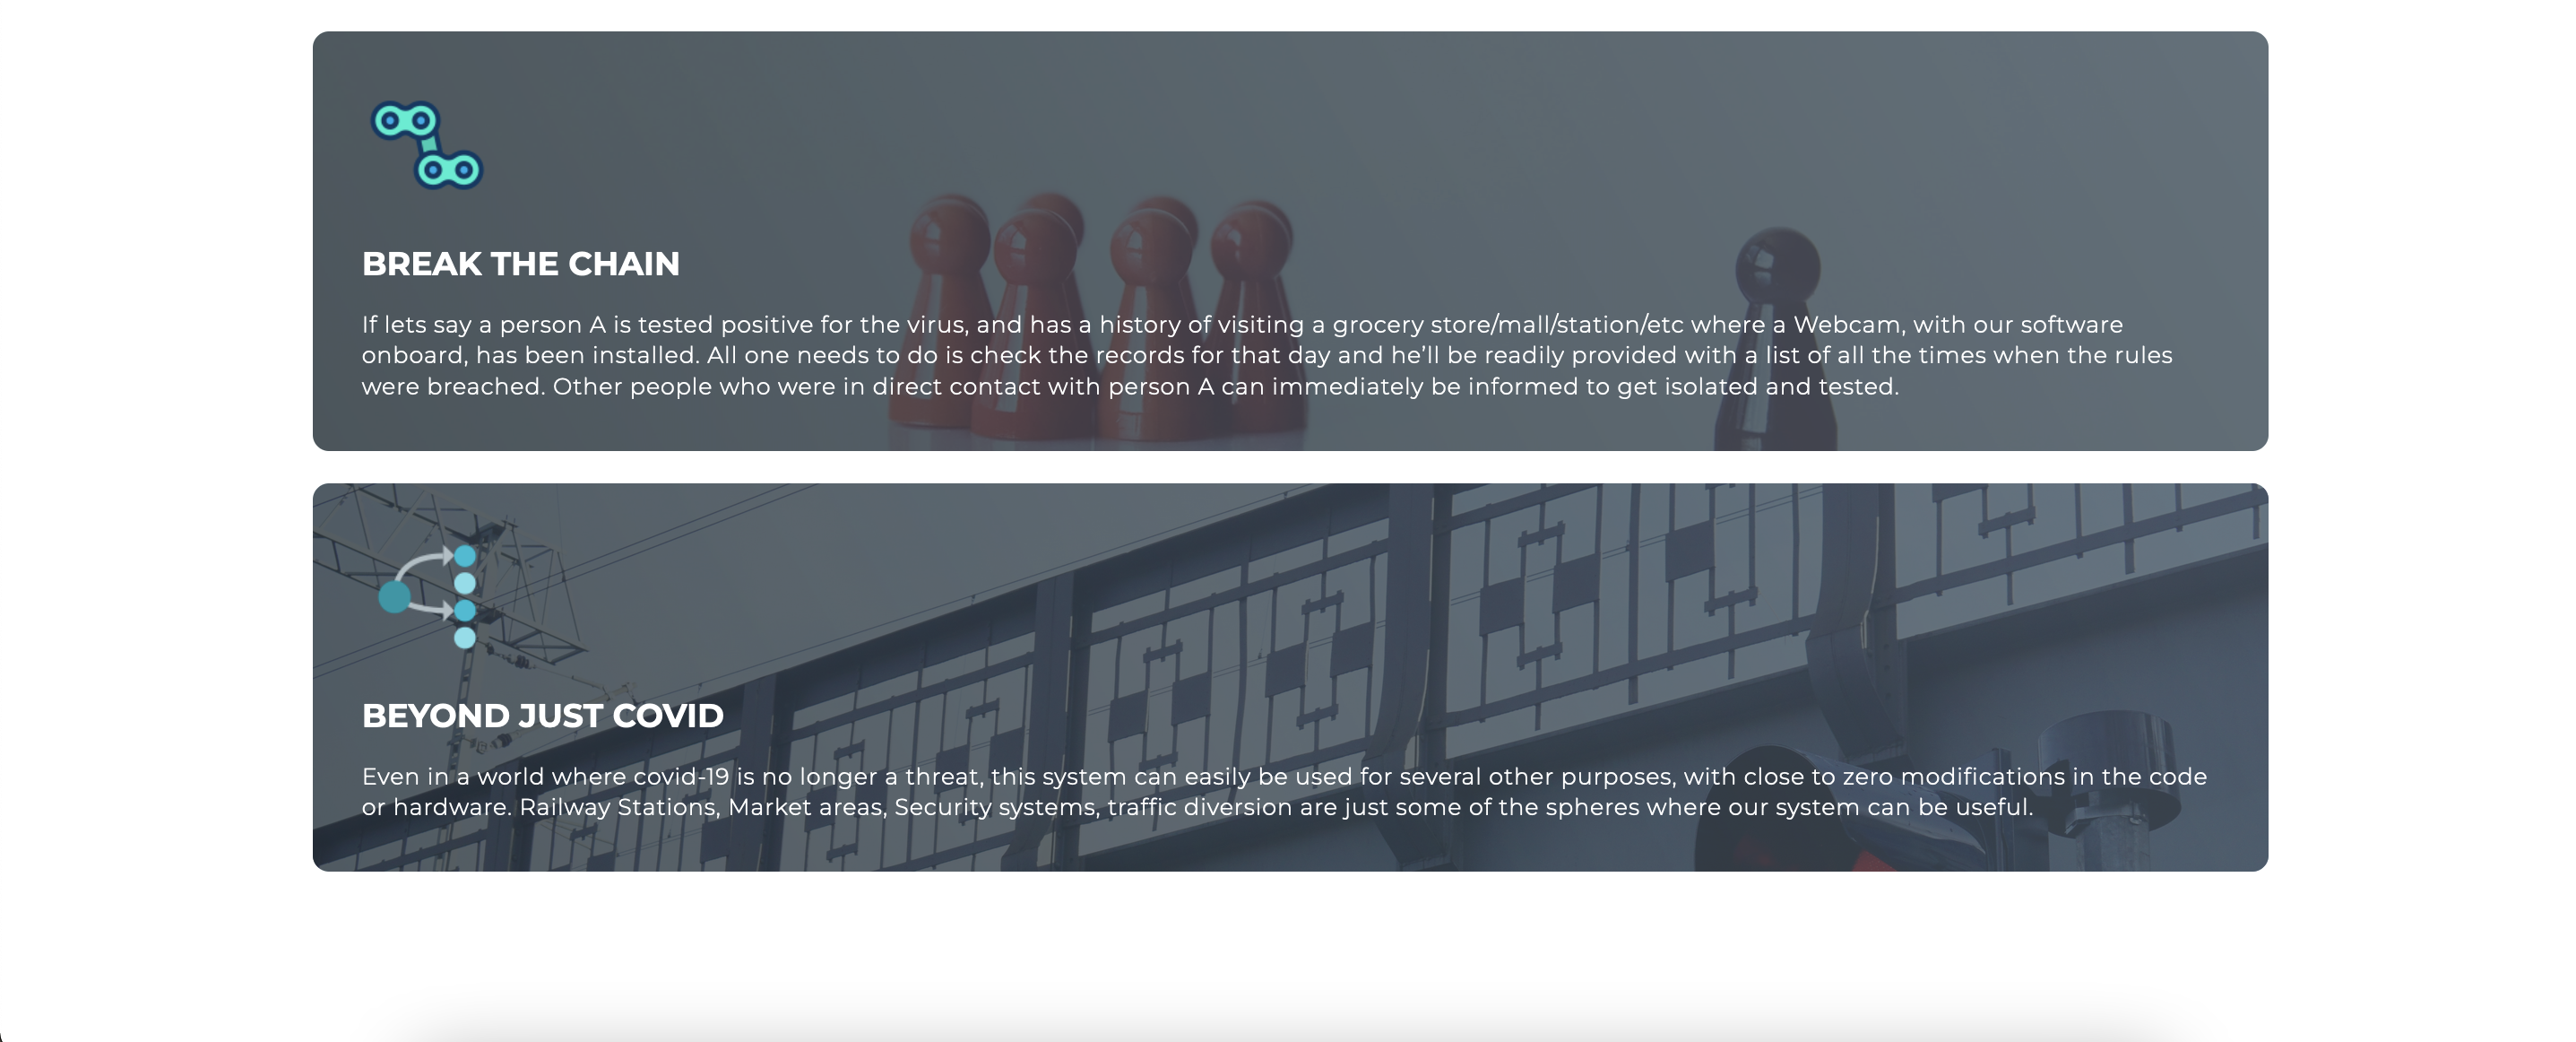 BREAK THE CHAIN
If lets say a person A is tested positive for the virus, and has a history of visiting a grocery store/mall/station/etc where a Webcam, with our software
onboard, has been installed. All one needs to do is check the records for that day and he’ll be readily provided with a list of all the times when the rules
were breached. Other people who were in direct contact with person A can immediately be informed to get isolated and tested.
BEYOND JUST COVID
Even in a world where covid-19 is no longer a threat, this system can easily be used for several other purposes, with close to zero modifications in the code
or hardware. Railway Stations, Market areas, Security systems, traffic diversion are just some of the spheres where our system can be useful.